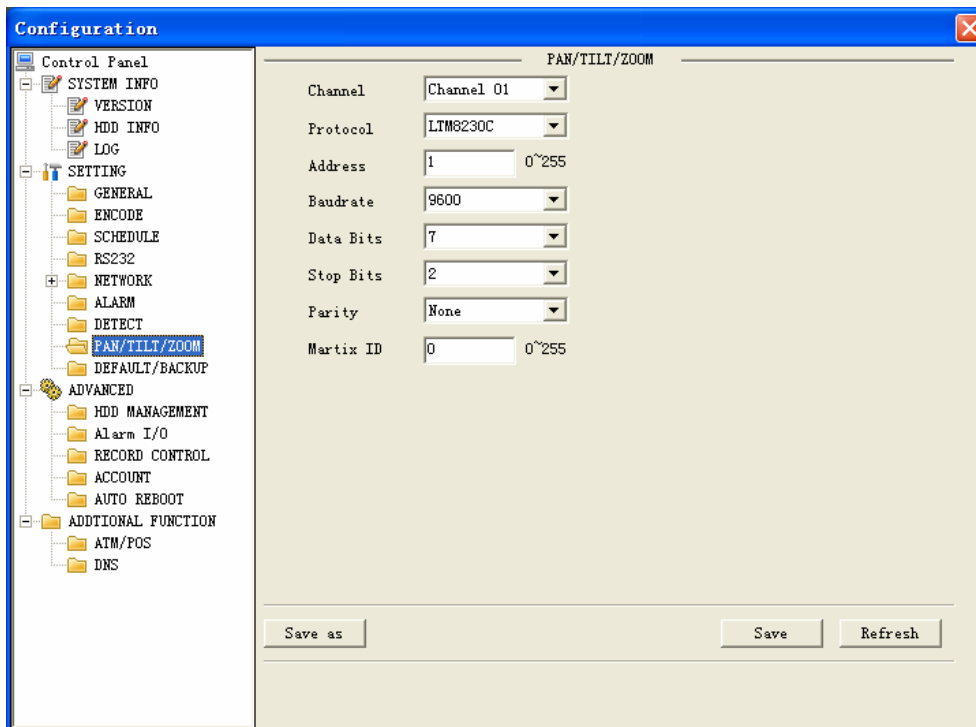 Configuration
Control Panel
SYSTEM INFO
VERSION
HDD INFO
LOG
SETTING
GENERAL
ENCODE
SCHEDULE
RS232
NETWORK
ALARM
DETECT
PAN/TILT/ZOOM
DEFAULT/BACKUP
ADVANCED
HDD MANAGEMENT
Alarm I/O
RECORD CONTROL
ACCOUNT
AUTO REBOOT
ADDTIONAL FUNCTION
ATM/POS
DNS
PAN/TILT/ZOOM
Channel Channel 01
Protocol LTM8230C
Address 1 0~255
Baudrate 9600
Data Bits 7
Stop Bits 2
Parity None
Martix ID 0 0~255
Save as Save Refresh